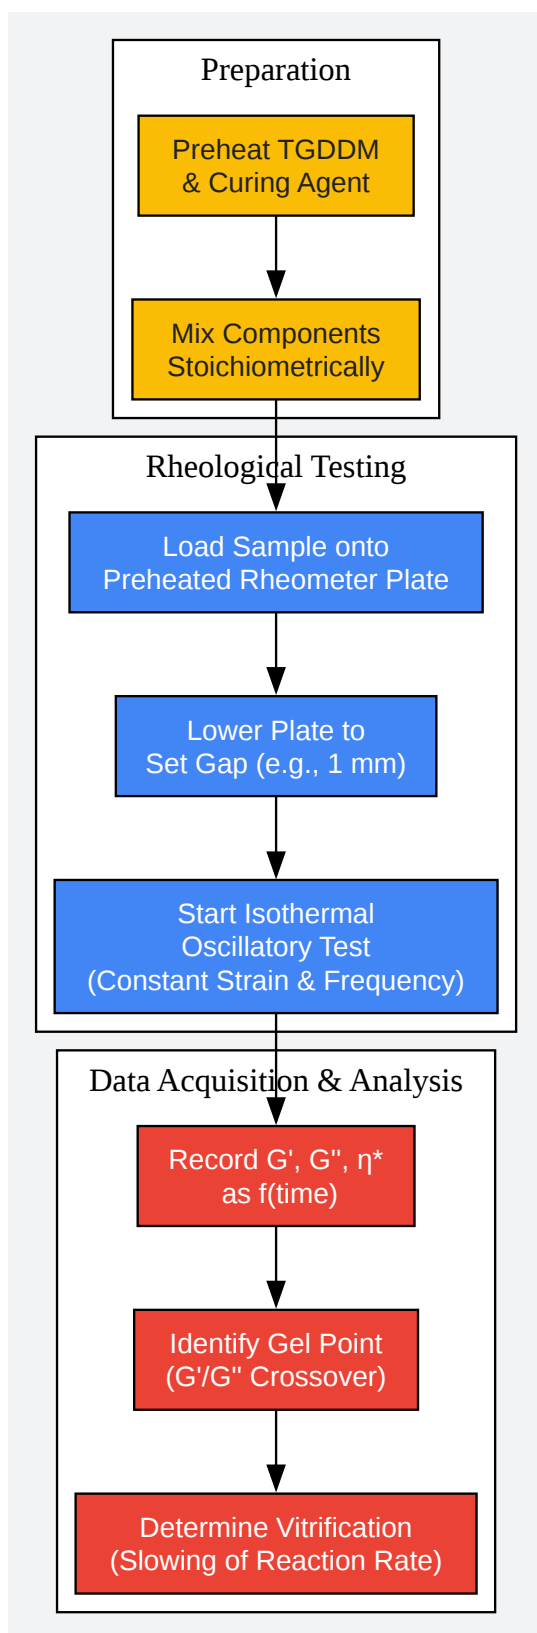 Preparation
Preheat TGDDM
& Curing Agent
Mix Components
Stoichiometrically
Rheological Testing
Load Sample onto
Preheated Rheometer Plate
Lower Plate to
Set Gap (e.g., 1 mm)
Start Isothermal
Oscillatory Test
(Constant Strain & Frequency)
Data Acquisition & Analysis
Record G', G'', η*
as f(time)
Identify Gel Point
(G'/G'' Crossover)
Determine Vitrification
(Slowing of Reaction Rate)